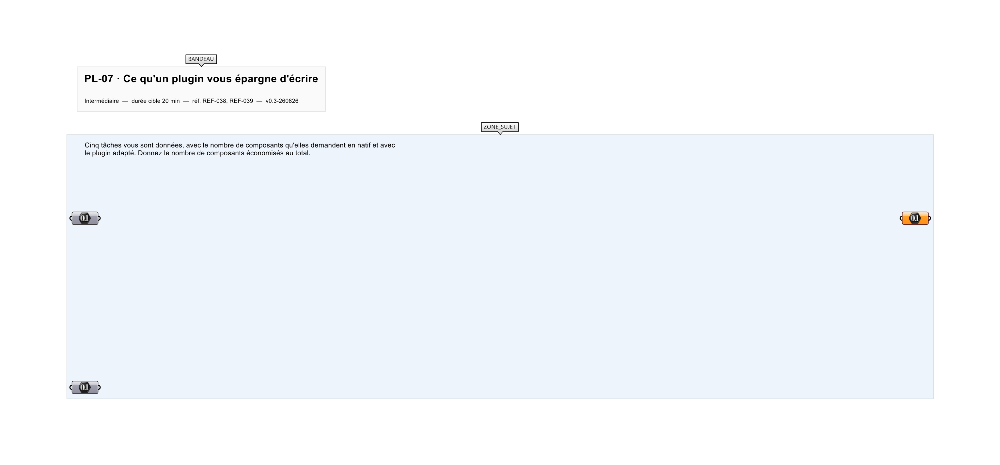 BANDEAU
PL-07 · Ce qu'un plugin vous épargne d'écrire
Intermédiaire — durée cible 20 min — réf. REF-038, REF-039 — v0.3-260826
ZONE_SUJET
Cinq tâches vous sont données, avec le nombre de composants qu'elles demandent en natif et avec
le plugin adapté. Donnez le nombre de composants économisés au total.
0.1
0.1
0.1